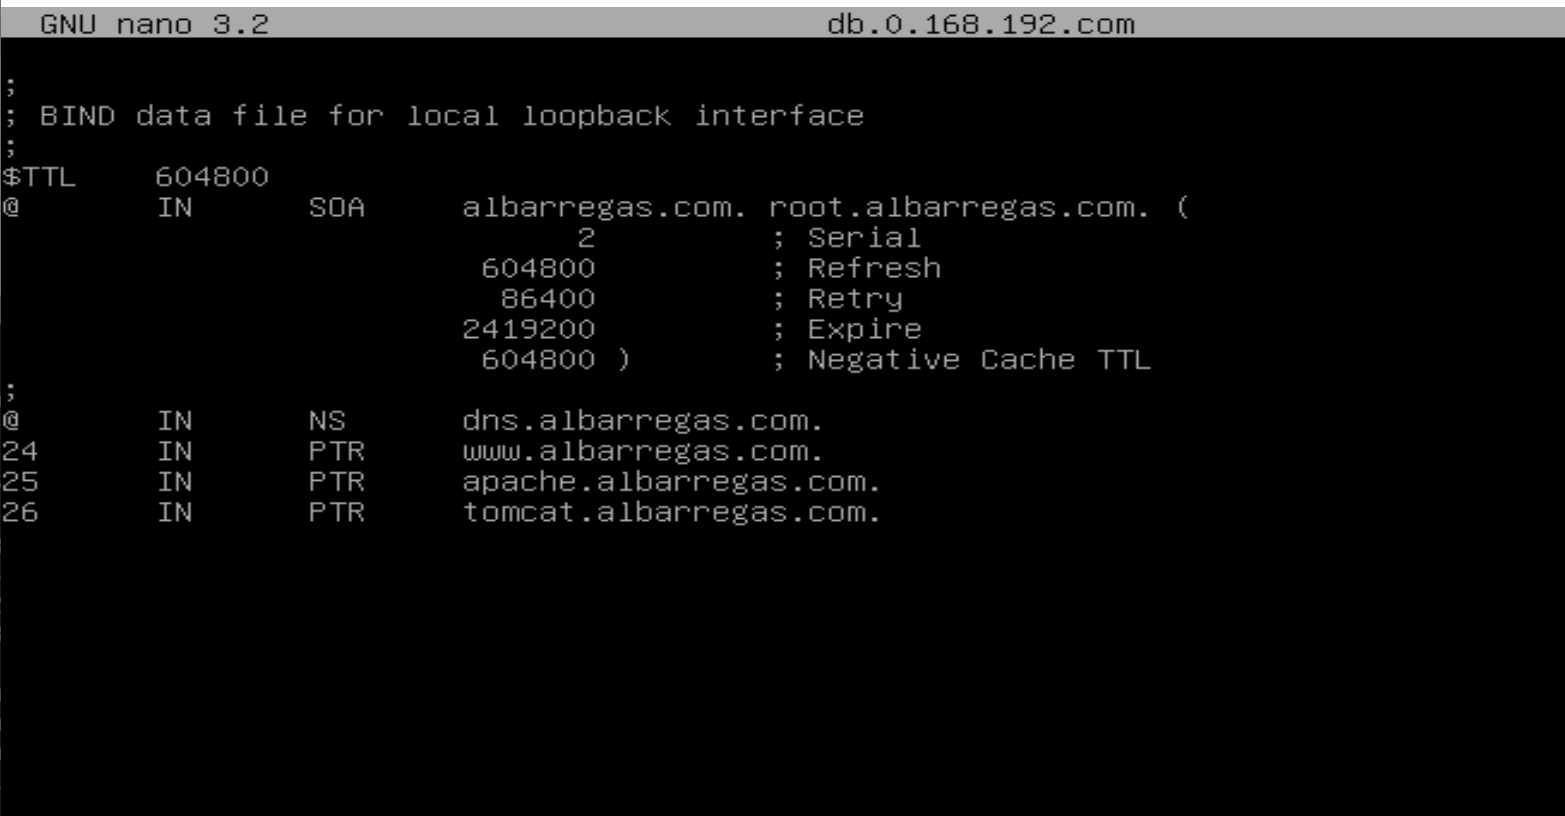 GNU nano 3.2 db.0.168.192.com
;
; BIND data file for local loopback interface
;
$TTL 604800
@ IN SOA albarregas.com. root.albarregas.com. (
2 ; Serial
604800 ; Refresh
86400 ; Retry
2419200 ; Expire
604800 ) ; Negative Cache TTL
;
@ IN NS dns.albarregas.com.
24 IN PTR www.albarregas.com.
25 IN PTR apache.albarregas.com.
26 IN PTR tomcat.albarregas.com.